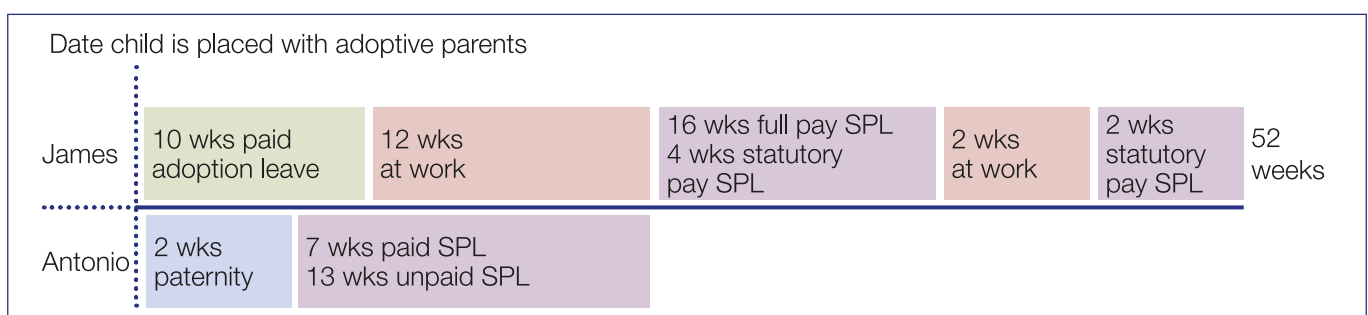 Date child is placed with adoptive parents
James
10 wks paid
adoption leave
12 wks
at work
16 wks full pay SPL
4 wks statutory
pay SPL
2 wks
at work
2 wks
statutory
pay SPL
52
weeks
Antonio
2 wks
paternity
7 wks paid SPL
13 wks unpaid SPL